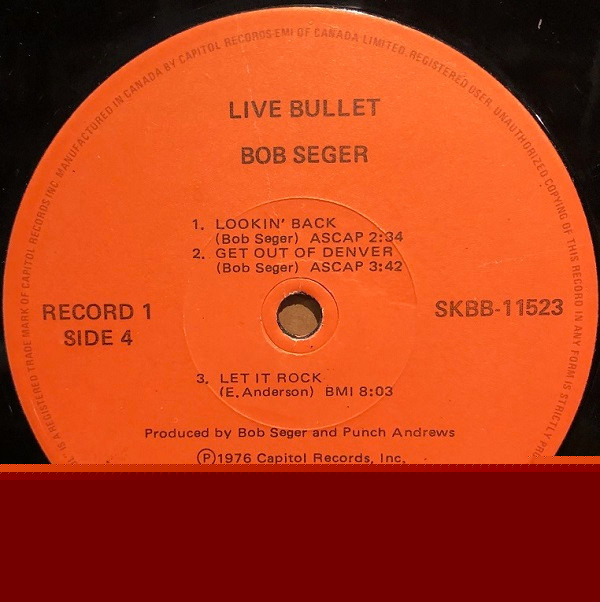 MANUFACTURED IN CANADA BY CAPITOL RECORDS-EMI OF CANADA LIMITED. REGISTERED USER. UNAUTHORIZED COPYING OF THIS RECORD IN ANY FORM IS STRICTLY
IS A REGISTERED TRADE MARK OF CAPITOL RECORDS INC.
LIVE BULLET
BOB SEGER
1. LOOKIN' BACK
(Bob Seger) ASCAP 2:34
2. GET OUT OF DENVER
(Bob Seger) ASCAP 3:42
RECORD 1
SIDE 4
SKBB-11523
3. LET IT ROCK
(E. Anderson) BMI 8:03
Produced by Bob Seger and Punch Andrews
Ⓟ1976 Capitol Records, Inc.